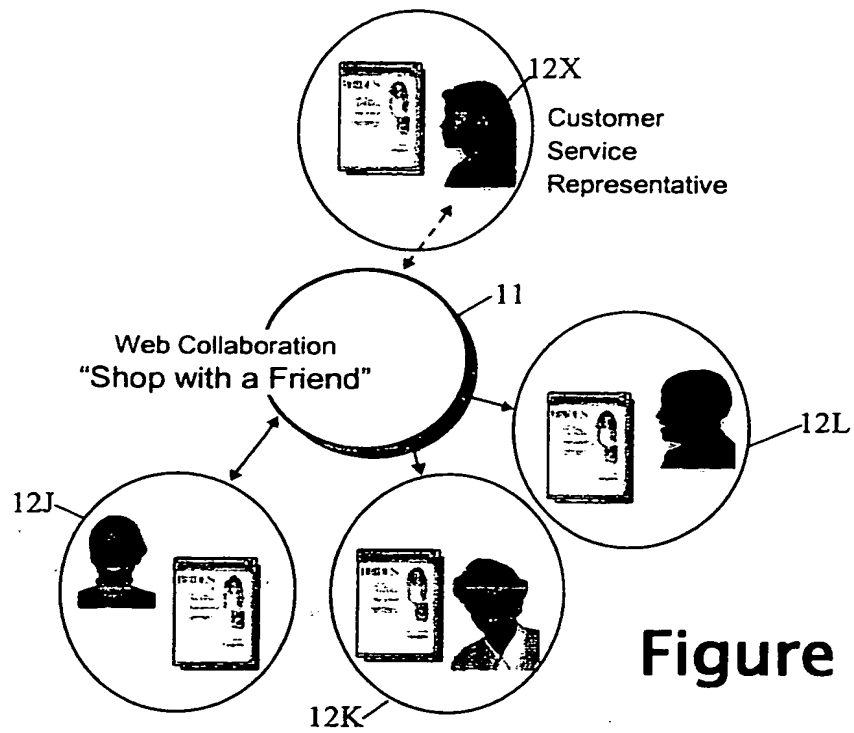 12X
Customer
Service
Representative
11
Web Collaboration
“Shop with a Friend”
12L
12J
12K
Figure